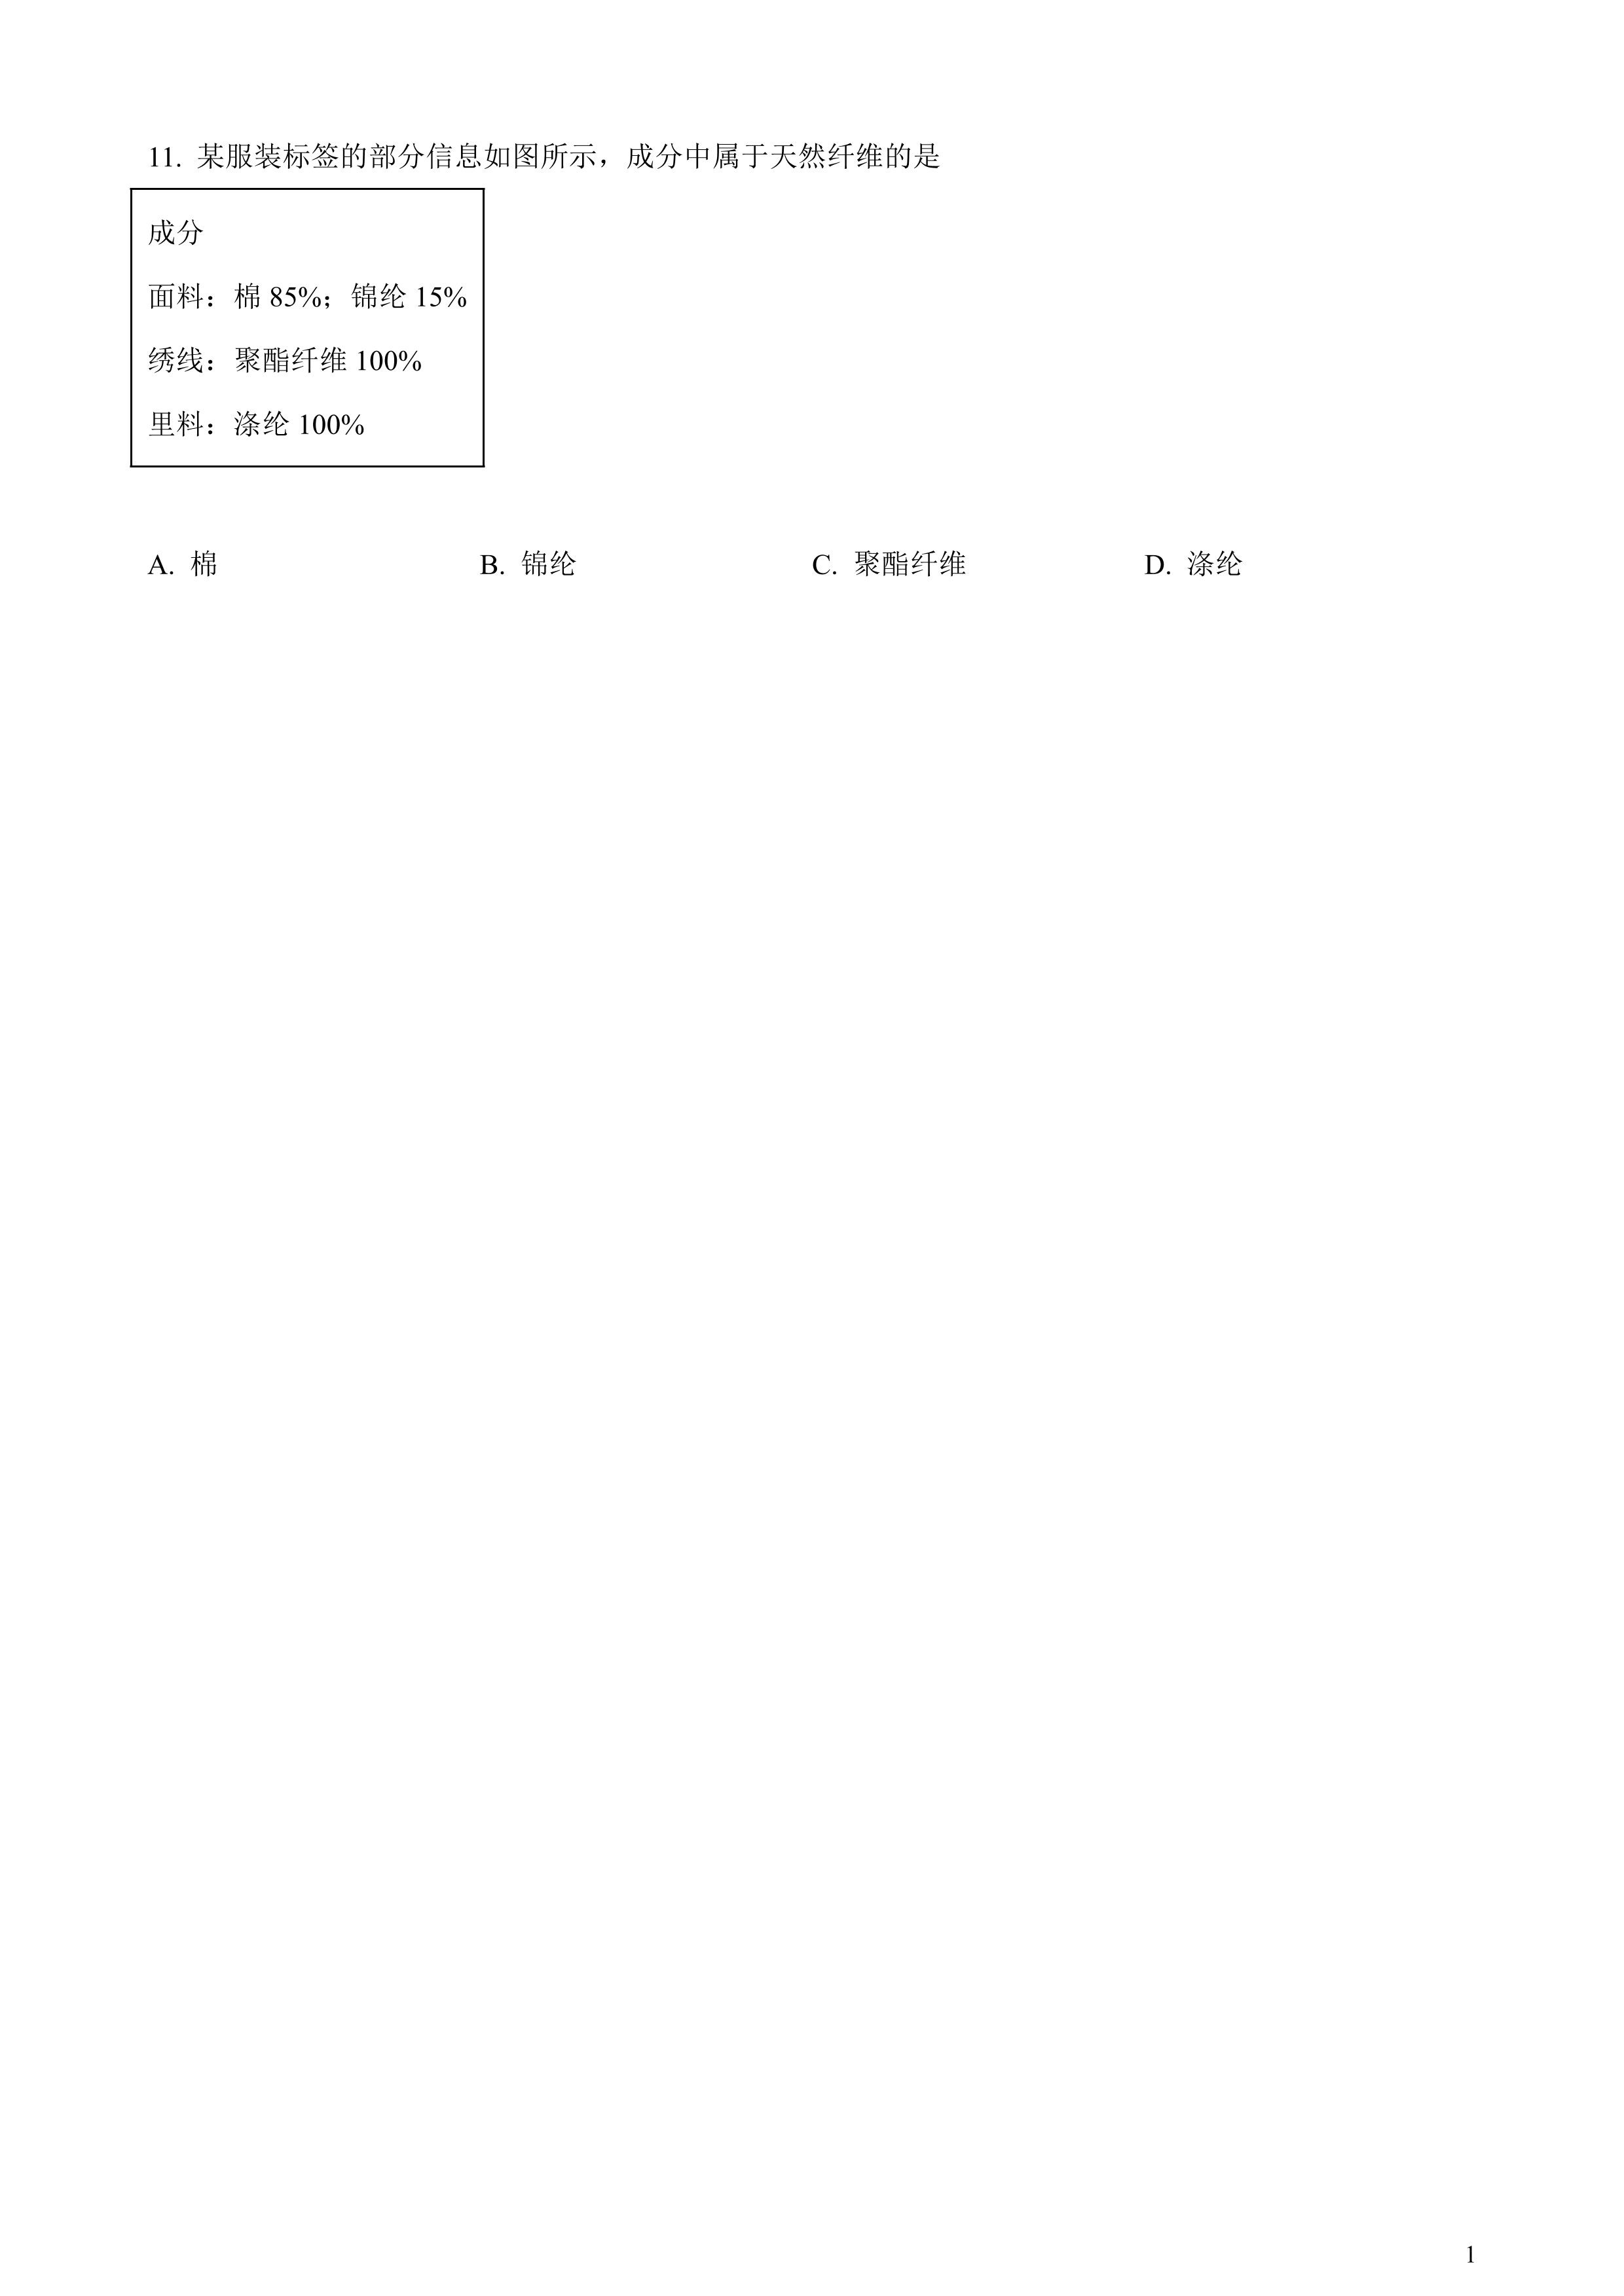 11. 某服装标签的部分信息如图所示，成分中属于天然纤维的是
成分
面料：棉 85%；锦纶 15%
绣线：聚酯纤维 100%
里料：涤纶 100%
A. 棉 B. 锦纶 C. 聚酯纤维 D. 涤纶
1